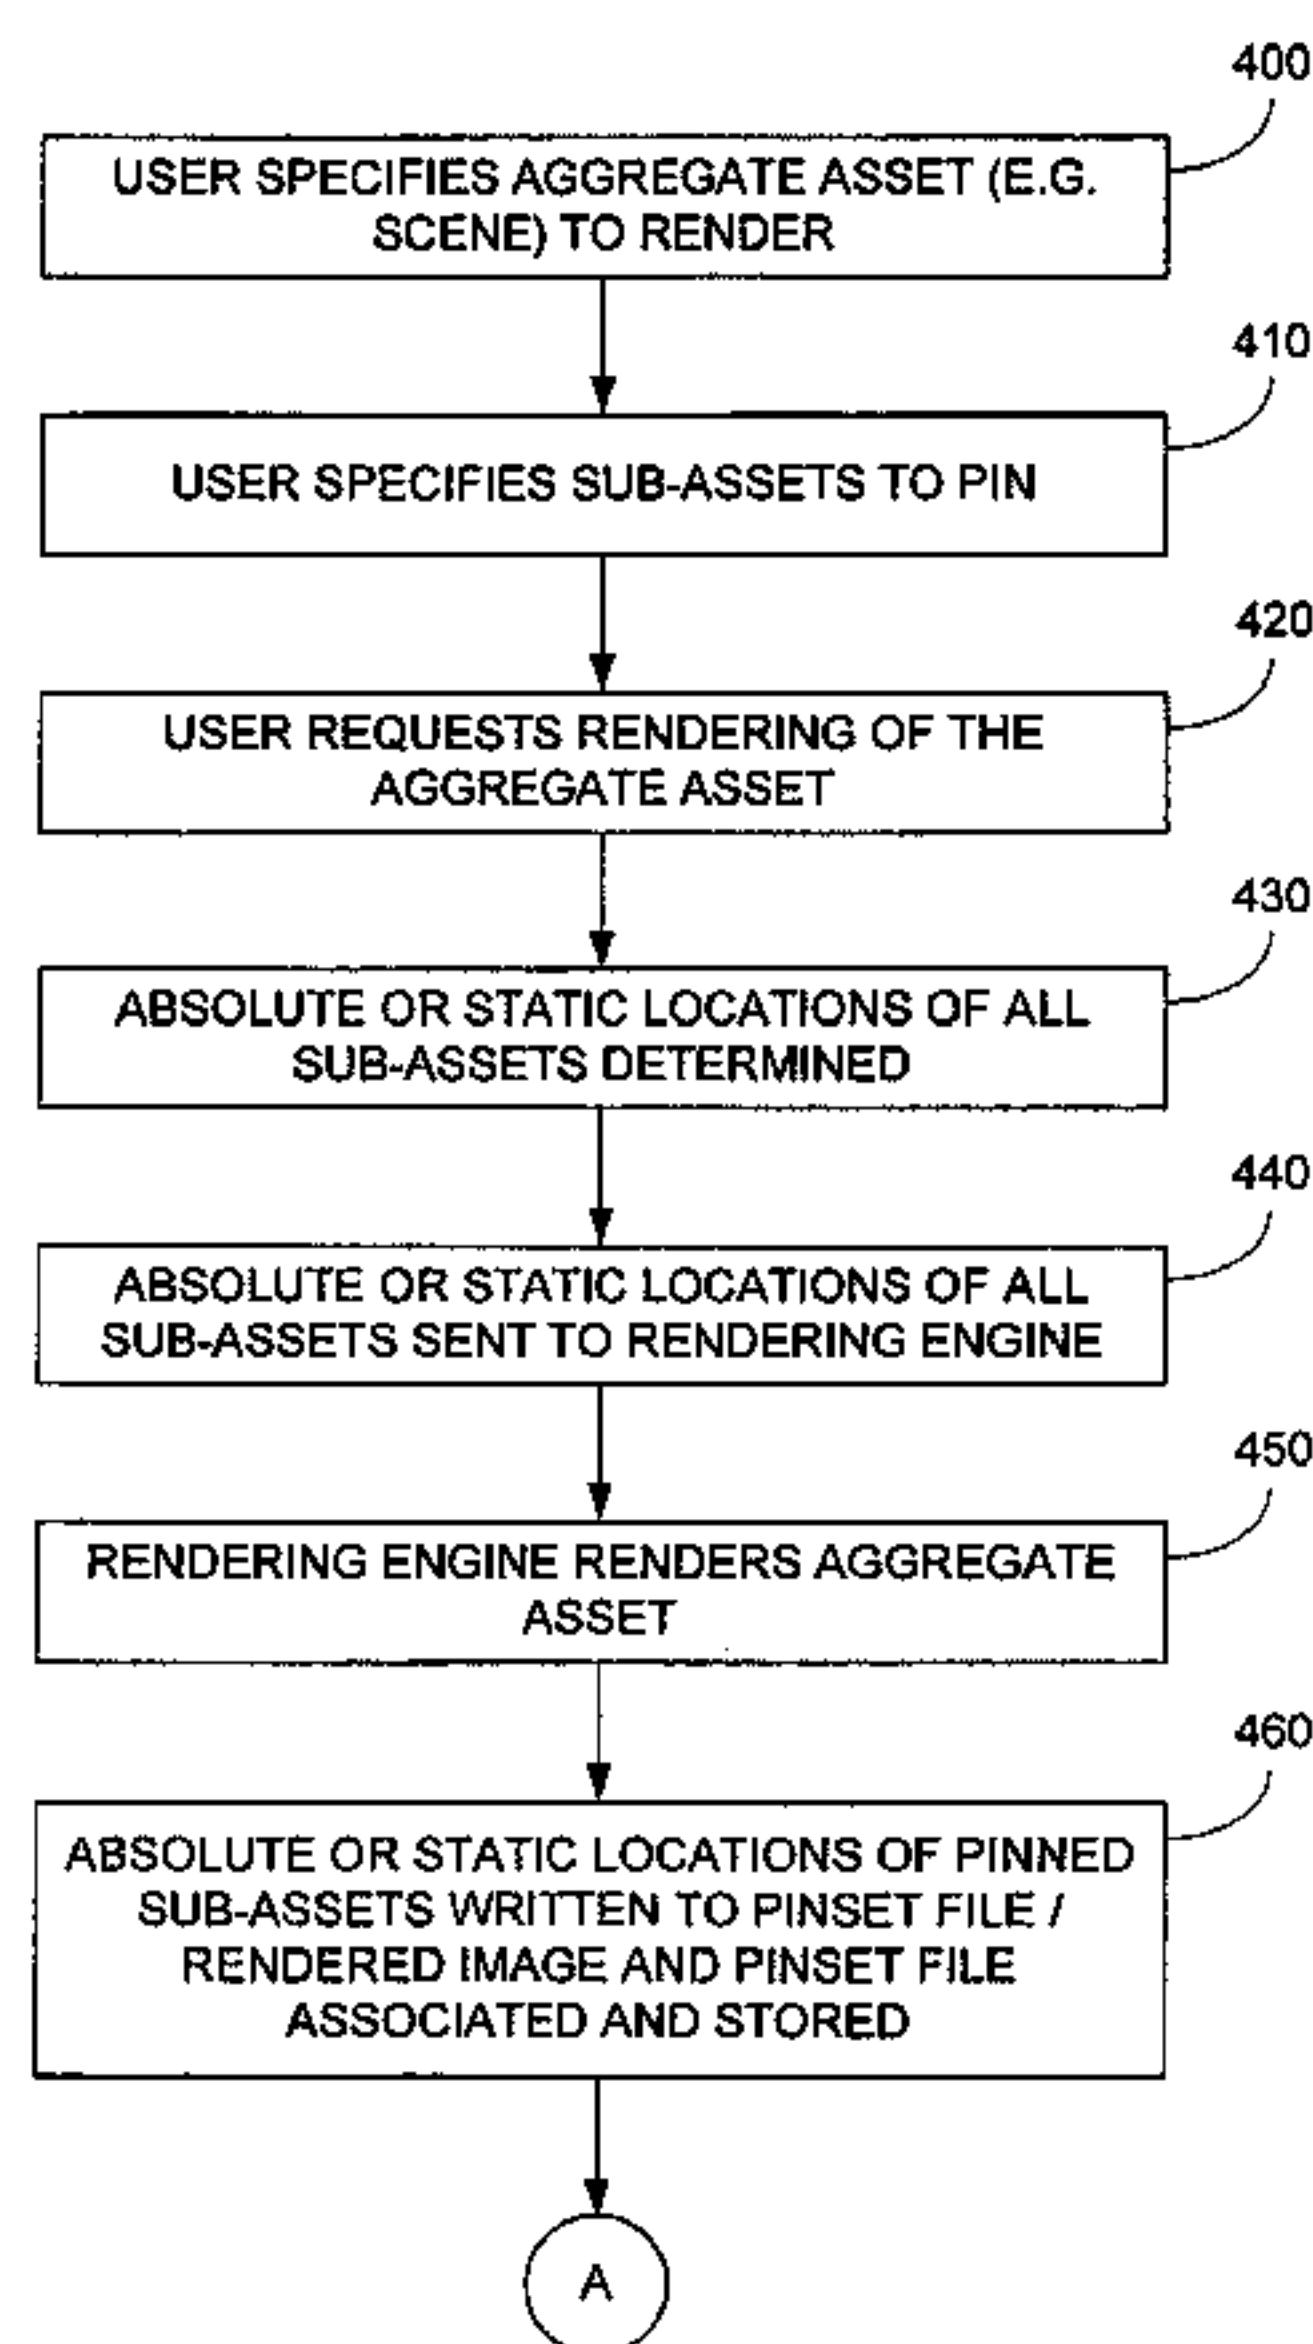 400
USER SPECIFIES AGGREGATE ASSET (E.G.
SCENE) TO RENDER
410
USER SPECIFIES SUB-ASSETS TO PIN
420
USER REQUESTS RENDERING OF THE
AGGREGATE ASSET
430
ABSOLUTE OR STATIC LOCATIONS OF ALL
SUB-ASSETS DETERMINED
440
ABSOLUTE OR STATIC LOCATIONS OF ALL
SUB-ASSETS SENT TO RENDERING ENGINE
450
RENDERING ENGINE RENDERS AGGREGATE
ASSET
460
ABSOLUTE OR STATIC LOCATIONS OF PINNED
SUB-ASSETS WRITTEN TO PINSET FILE /
RENDERED IMAGE AND PINSET FILE
ASSOCIATED AND STORED
A